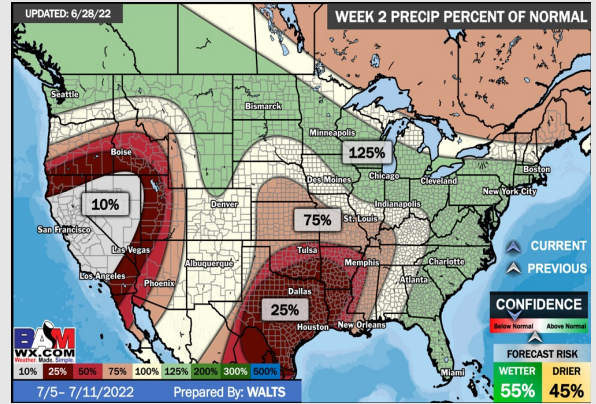 UPDATED: 6/28/22
WEEK 2 PRECIP PERCENT OF NORMAL
Seattle
Bismarck
Minneapolis
125%
Boise
Boston
Chicago
Cleveland
Des Moines
New York City
10%
Denver
Indianapolis
75%
St. Louis
San Francisco
Las Vegas
Tulsa
CURRENT
Los Angeles
Albuquerque
Memphis
Charlotte
PREVIOUS
Phoenix
Atlanta
Dallas
25%
Houston
New Orleans
CONFIDENCE
Below Normal
Above Normal
BAM
WX.COM
Weather. Made. Simple.
FORECAST RISK
10% 25% 50% 75% 100% 125% 200% 300% 500%
Miami
WETTER
DRIER
55%
45%
7/5– 7/11/2022
Prepared By: WALTS